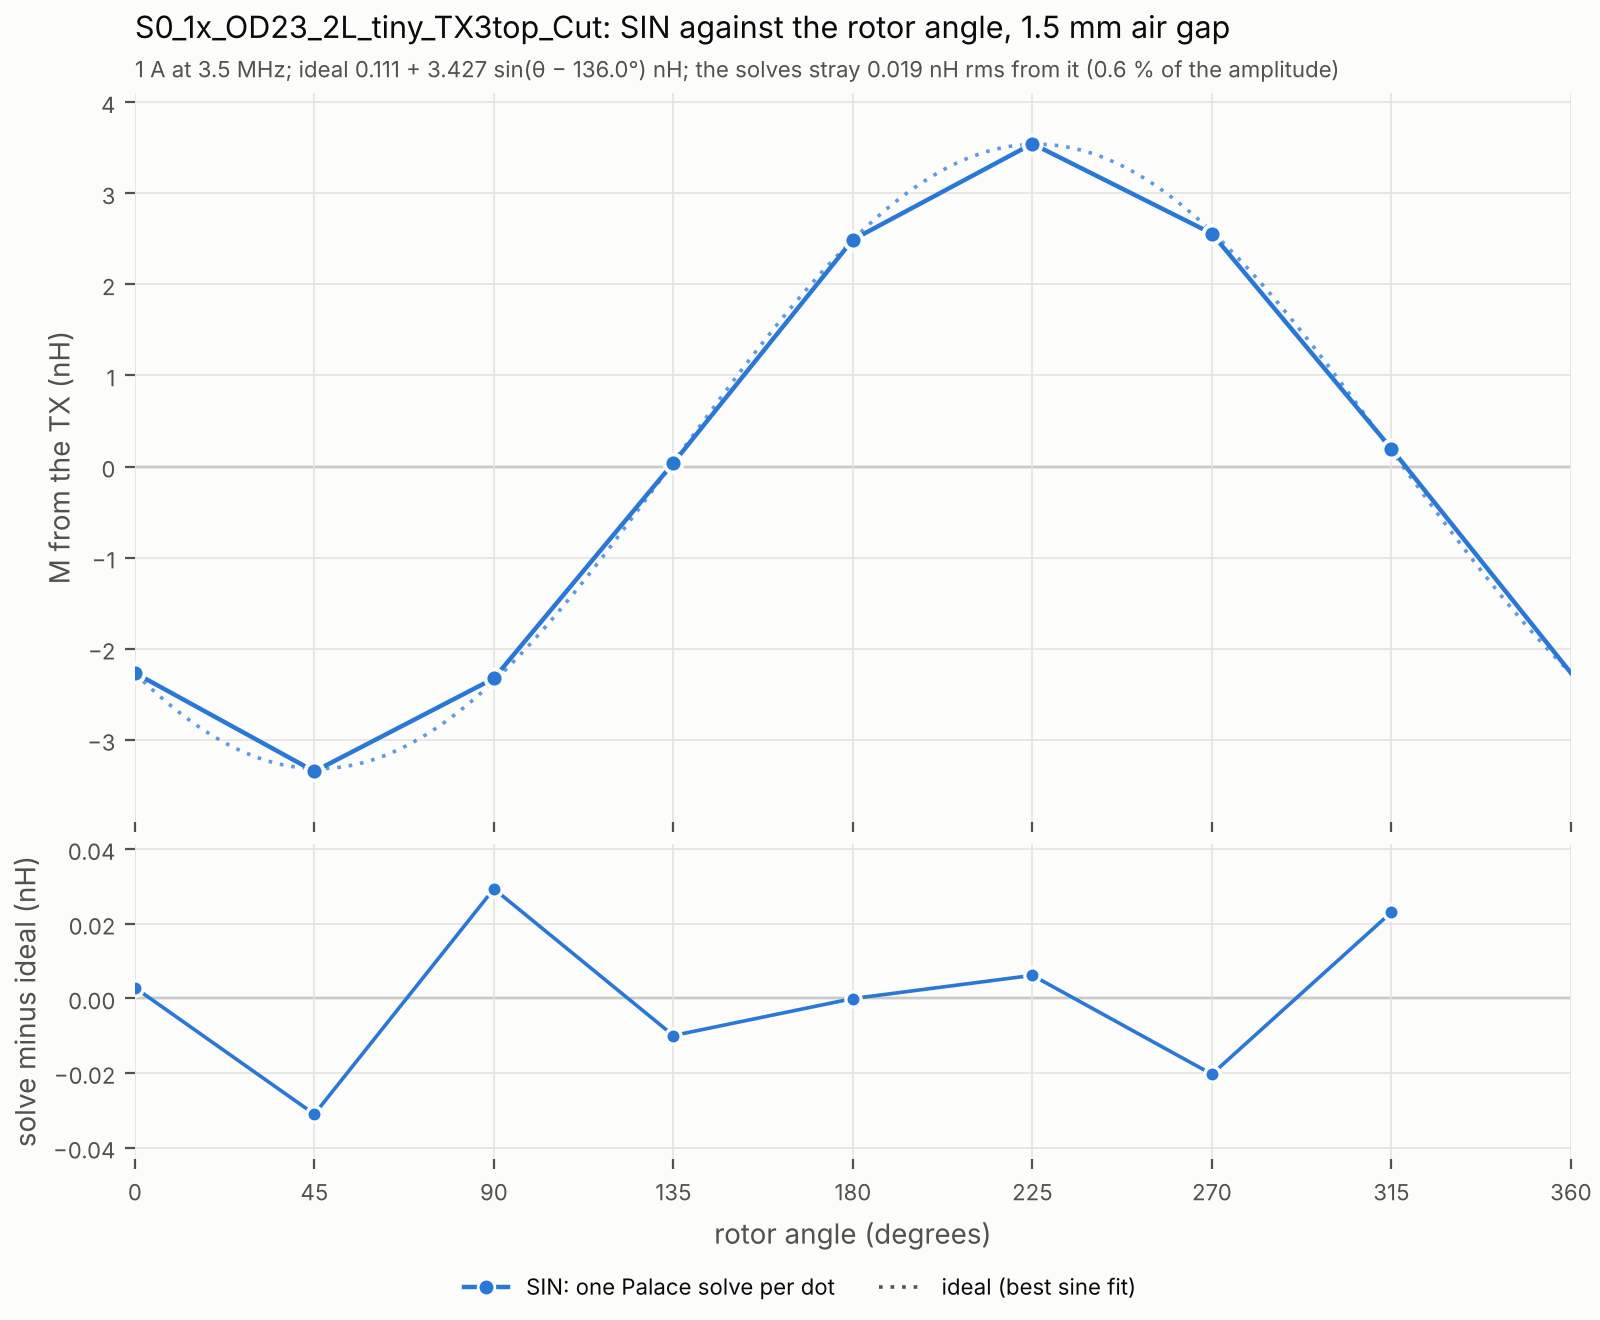 S0_1x_OD23_2L_tiny_TX3top_Cut: SIN against the rotor angle, 1.5 mm air gap
1 A at 3.5 MHz; ideal 0.111 + 3.427 sin(θ − 136.0°) nH; the solves stray 0.019 nH rms from it (0.6 % of the amplitude)
M from the TX (nH)
4
3
2
1
0
−1
−2
−3
solve minus ideal (nH)
0.04
0.02
0.00
−0.02
−0.04
0 45 90 135 180 225 270 315 360
rotor angle (degrees)
SIN: one Palace solve per dot ideal (best sine fit)